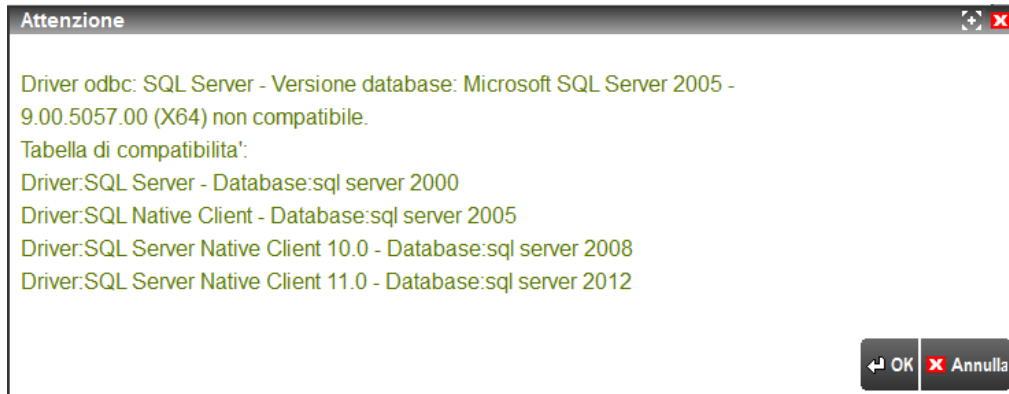 Attenzione
Driver odbc: SQL Server - Versione database: Microsoft SQL Server 2005 -
9.00.5057.00 (X64) non compatibile.
Tabella di compatibilita':
Driver:SQL Server - Database:sql server 2000
Driver:SQL Native Client - Database:sql server 2005
Driver:SQL Server Native Client 10.0 - Database:sql server 2008
Driver:SQL Server Native Client 11.0 - Database:sql server 2012
OK Annulla